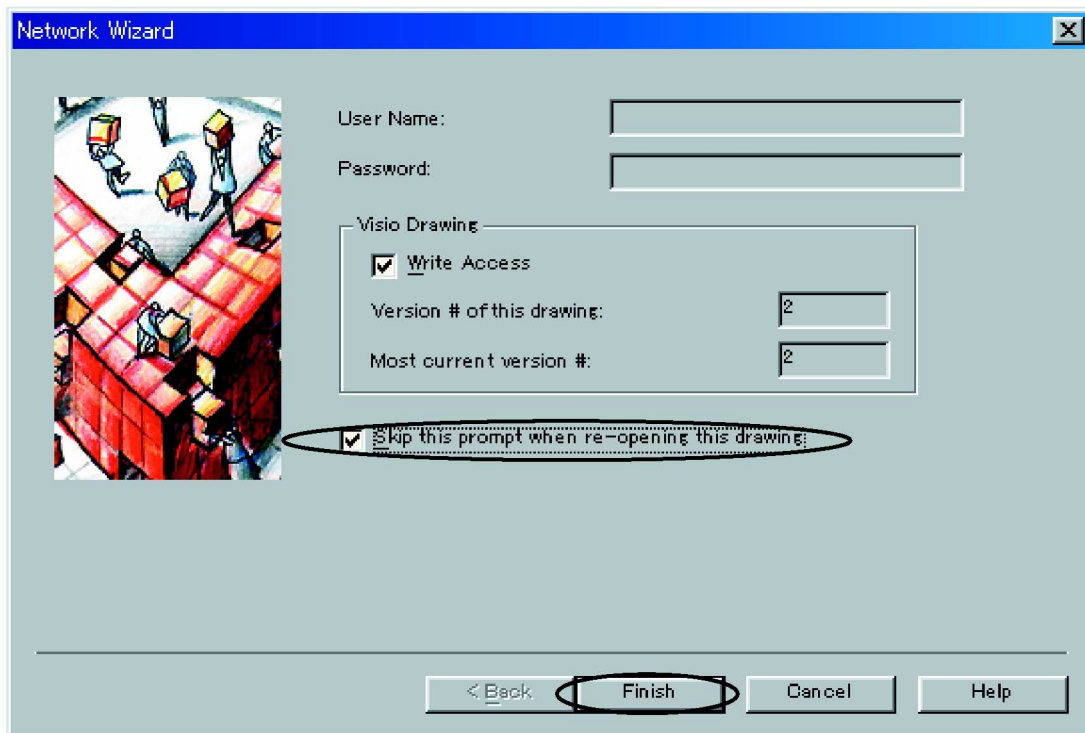 Network Wizard
User Name:
Password:
Visio Drawing
Write Access
Version # of this drawing:
2
Most current version #:
2
Skip this prompt when re-opening this drawing
< Back
Finish
Cancel
Help